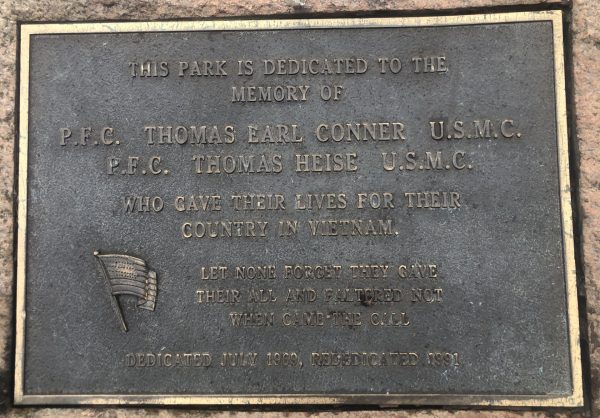 THIS PARK IS DEDICATED TO THE
MEMORY OF
P.F.C. THOMAS EARL CONNER U.S.M.C.
P.F.C. THOMAS HEISE U.S.M.C.
WHO GAVE THEIR LIVES FOR THEIR
COUNTRY IN VIETNAM.
LET NONE FORGET THEY GAVE
THEIR ALL AND FALTERED NOT
WHEN CAME THE CALL
DEDICATED JULY 1969, REDEDICATED 1991